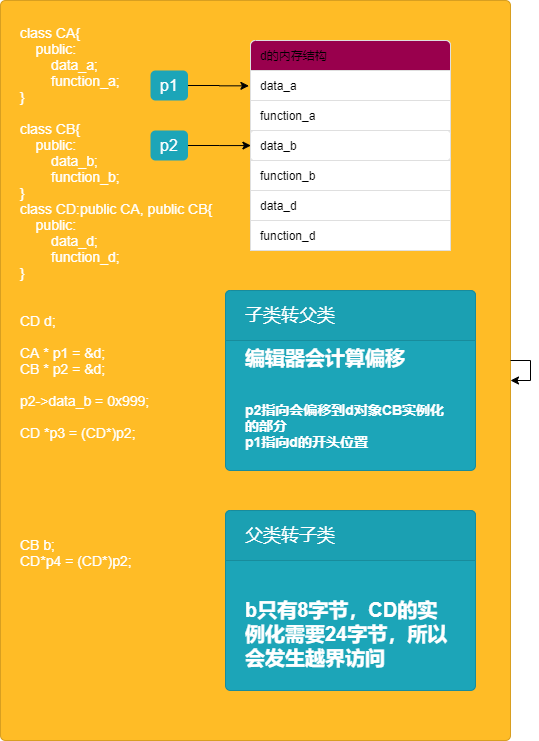 class CA{
public:
data_a;
function_a;
}
class CB{
public:
data_b;
function_b;
}
class CD:public CA, public CB{
public:
data_d;
function_d;
}
CD d;
CA * p1 = &d;
CB * p2 = &d;
p2->data_b = 0x999;
CD *p3 = (CD*)p2;
CB b;
CD*p4 = (CD*)p2;
p1
p2
d的内存结构
data_a
function_a
data_b
function_b
data_d
function_d
子类转父类
编辑器会计算偏移
p2指向会偏移到d对象CB实例化
的部分
p1指向d的开头位置
父类转子类
b只有8字节，CD的实
例化需要24字节，所以
会发生越界访问